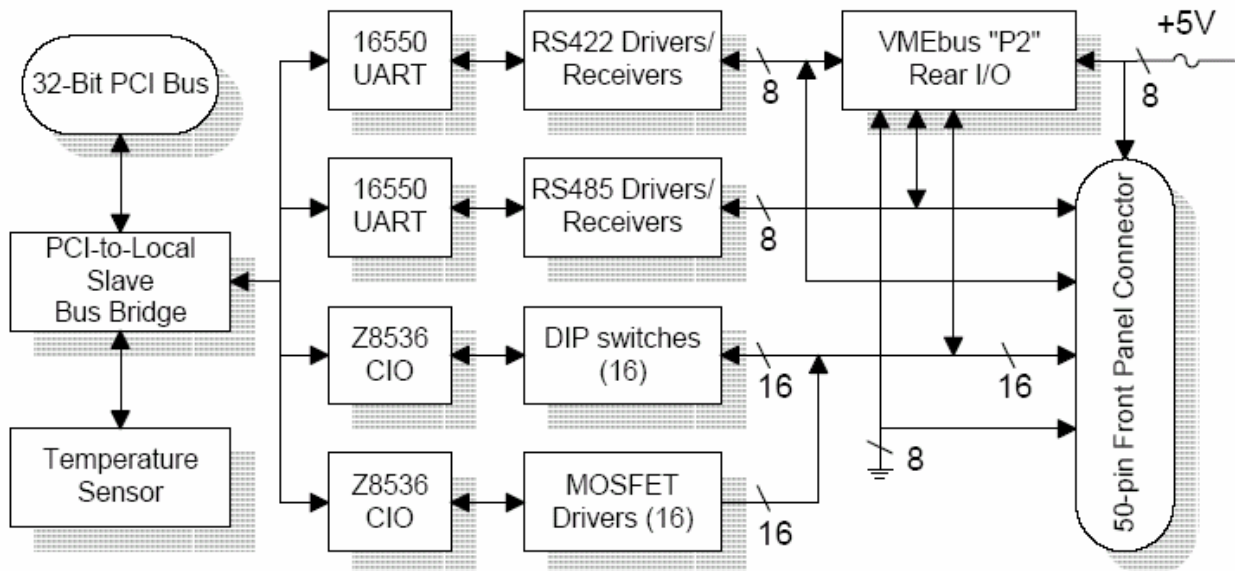 32-Bit PCI Bus
PCI-to-Local
Slave
Bus Bridge
Temperature
Sensor
16550
UART
RS422 Drivers/
Receivers
8
VMEbus "P2"
Rear I/O
+5V
8
16550
UART
RS485 Drivers/
Receivers
8
Z8536
CIO
DIP switches
(16)
16
16
Z8536
CIO
MOSFET
Drivers (16)
16
8
50-pin Front Panel Connector